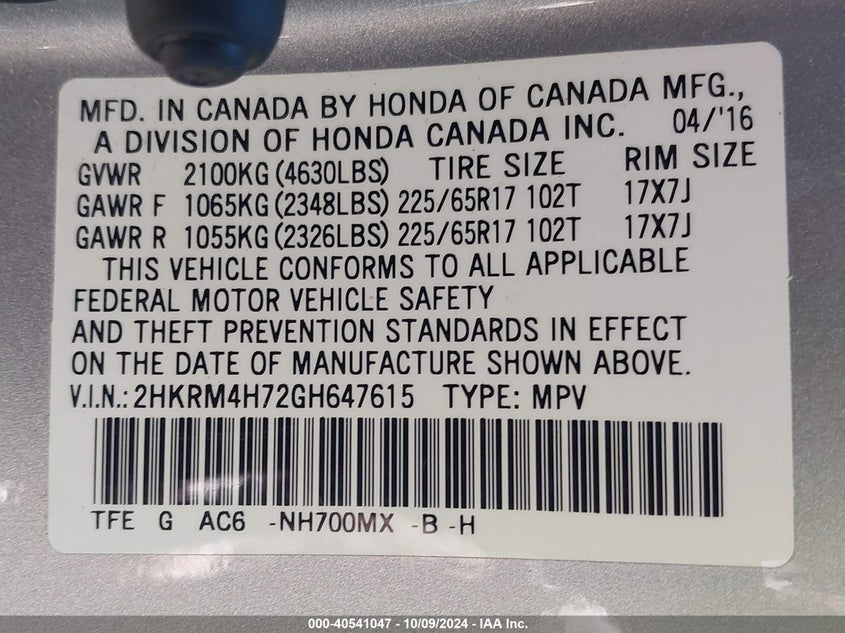 MFD. IN CANADA BY HONDA OF CANADA MFG.,
A DIVISION OF HONDA CANADA INC. 04/'16
GVWR 2100KG (4630LBS) TIRE SIZE RIM SIZE
GAWR F 1065KG (2348LBS) 225/65R17 102T 17X7J
GAWR R 1055KG (2326LBS) 225/65R17 102T 17X7J
THIS VEHICLE CONFORMS TO ALL APPLICABLE
FEDERAL MOTOR VEHICLE SAFETY
AND THEFT PREVENTION STANDARDS IN EFFECT
ON THE DATE OF MANUFACTURE SHOWN ABOVE.
V.I.N.: 2HKRM4H72GH647615 TYPE: MPV
TFE G AC6 -NH700MX -B -H
000-40541047 - 10/09/2024 - IAA Inc.